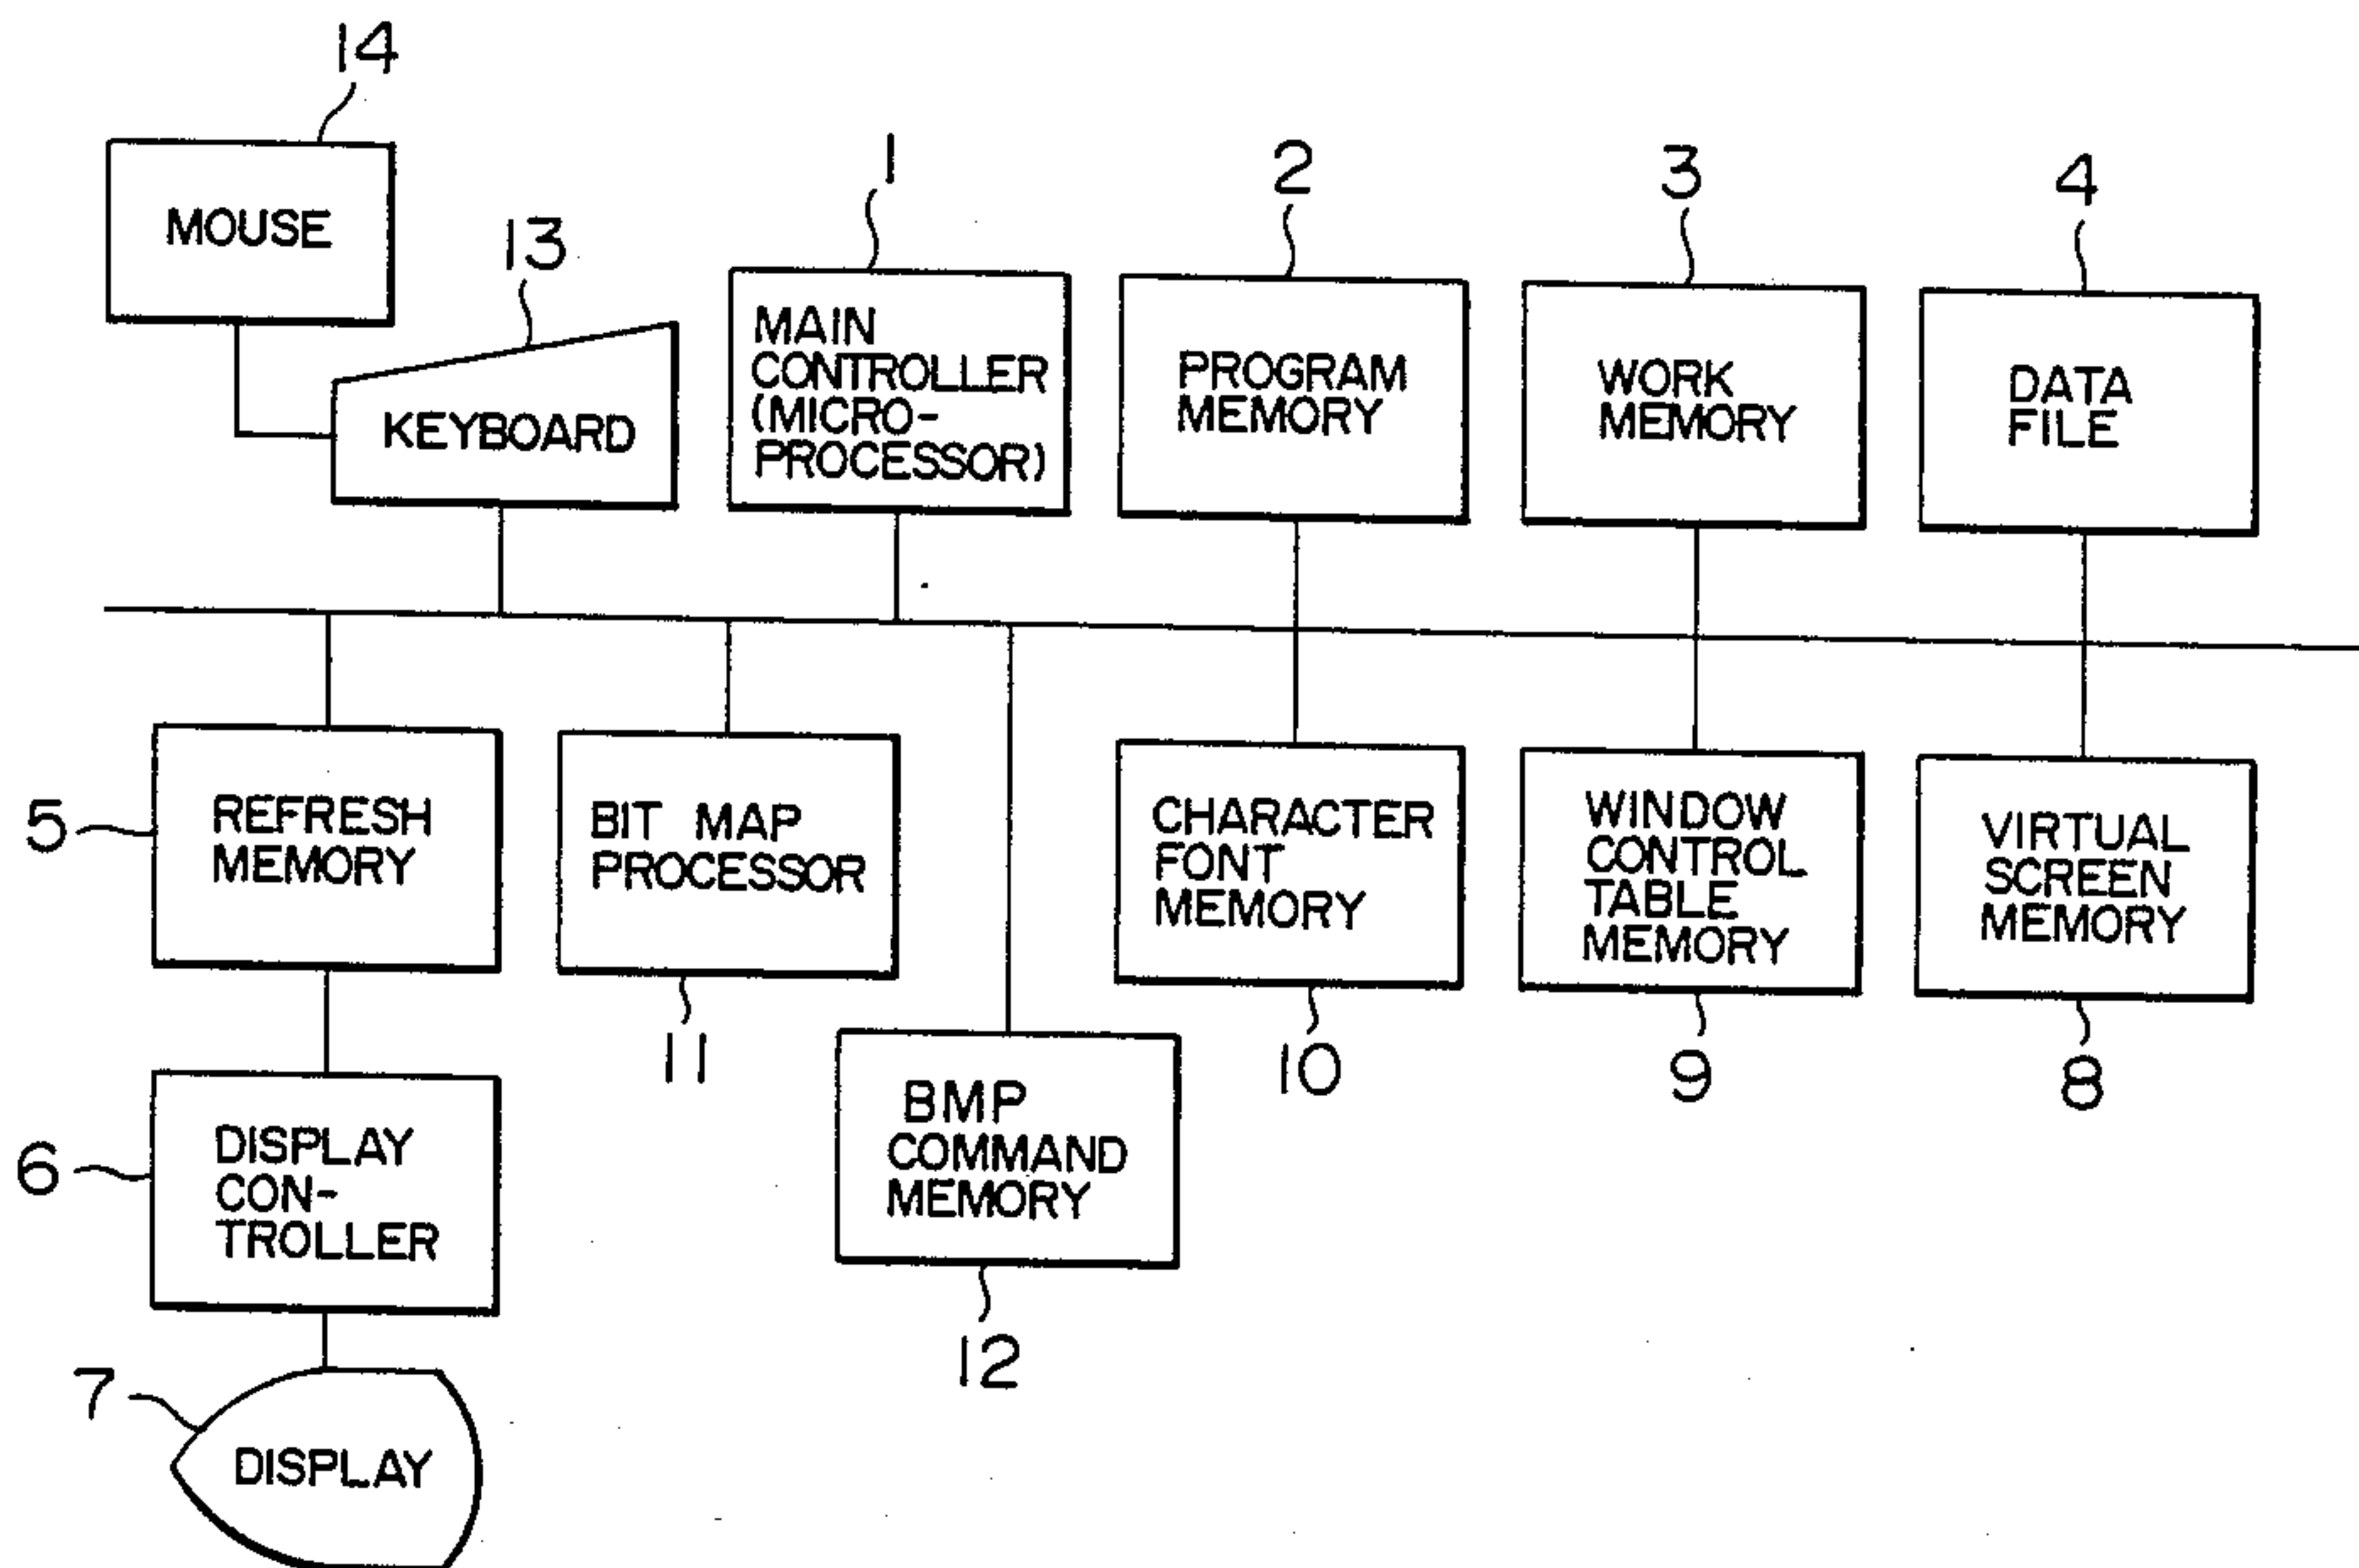 14
MOUSE
13
KEYBOARD
1
MAIN
CONTROLLER
(MICRO-
PROCESSOR)
2
PROGRAM
MEMORY
3
WORK
MEMORY
4
DATA
FILE
5
REFRESH
MEMORY
BIT MAP
PROCESSOR
11
CHARACTER
FONT
MEMORY
10
WINDOW
CONTROL
TABLE
MEMORY
9
VIRTUAL
SCREEN
MEMORY
8
6
DISPLAY
CON-
TROLLER
BMP
COMMAND
MEMORY
12
7
DISPLAY